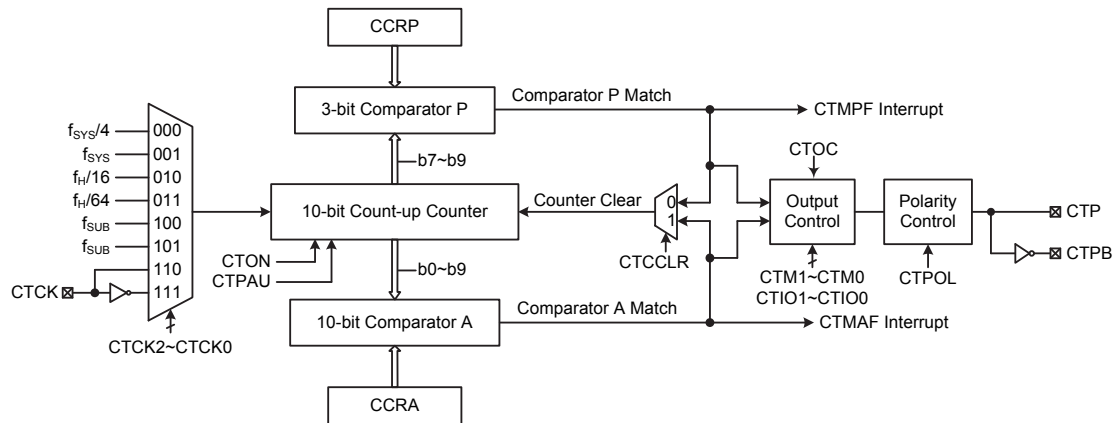 CCRP
3-bit Comparator P
Comparator P Match
CTMPF Interrupt
fSYS/4
000
fSYS
001
fH/16
010
fH/64
011
fSUB
100
fSUB
101
110
111
CTCK
CTCK2~CTCK0
b7~b9
10-bit Count-up Counter
Counter Clear
0
1
CTCCLR
CTON
CTPAU
b0~b9
CTOC
Output
Control
CTM1~CTM0
CTIO1~CTIO0
Polarity
Control
CTPOL
CTP
CTPB
10-bit Comparator A
Comparator A Match
CTMAF Interrupt
CCRA